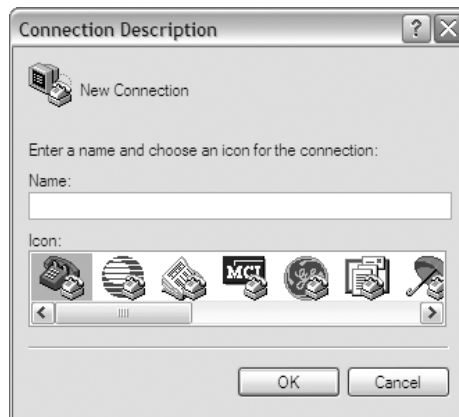 Connection Description
New Connection
Enter a name and choose an icon for the connection:
Name:
Icon:
MCI
OK
Cancel